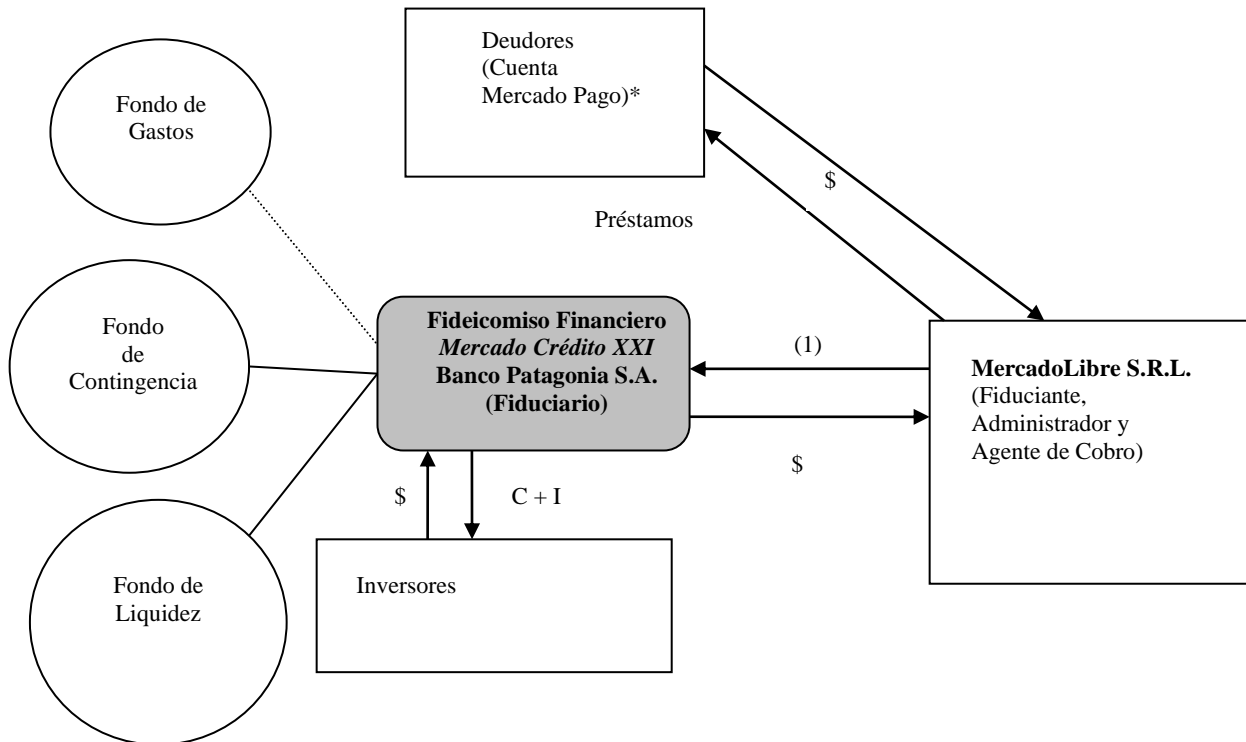 Deudores
(Cuenta
Mercado Pago)*
Fondo de
Gastos
$
Préstamos
Fondo
de
Contingencia
Fideicomiso Financiero
Mercado Crédito XXI
Banco Patagonia S.A.
(Fiduciario)
(1)
MercadoLibre S.R.L.
(Fiduciante,
Administrador y
Agente de Cobro)
$
$
C + I
Fondo de
Liquidez
Inversores